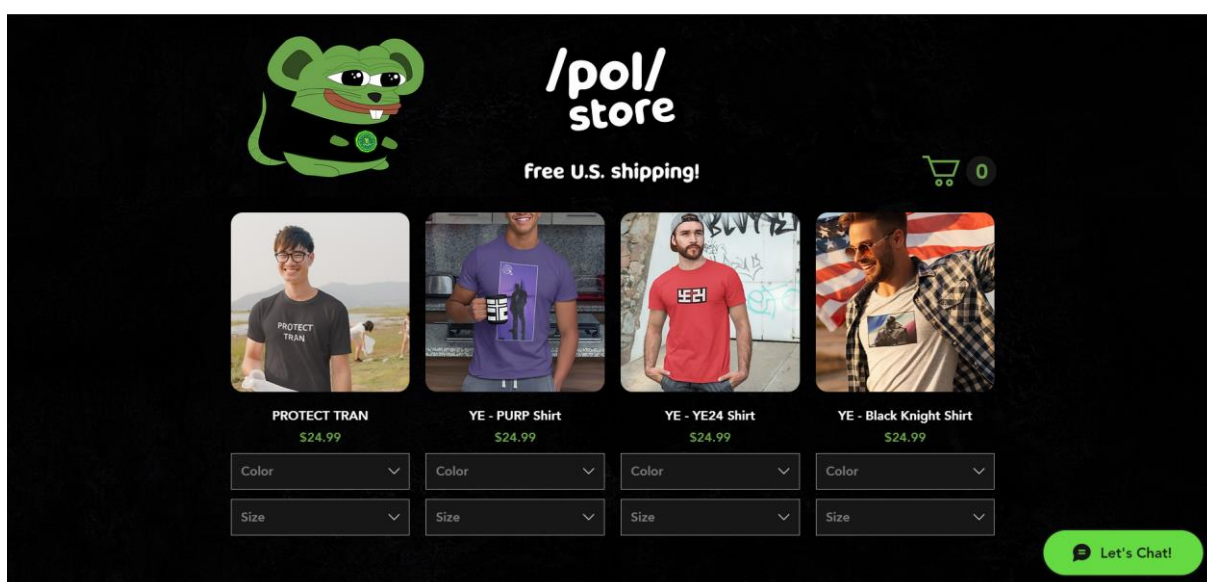 /pol/
store
free U.S. shipping!
0
PROTECT
TRAN
YE24
PROTECT TRAN
YE - PURP Shirt
YE - YE24 Shirt
YE - Black Knight Shirt
$24.99
$24.99
$24.99
$24.99
Color
Color
Color
Color
Size
Size
Size
Size
Let's Chat!